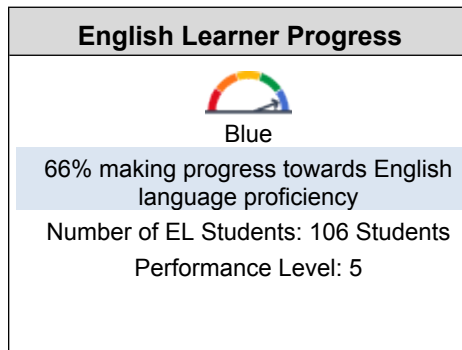 English Learner Progress
Blue
66% making progress towards English
language proficiency
Number of EL Students: 106 Students
Performance Level: 5